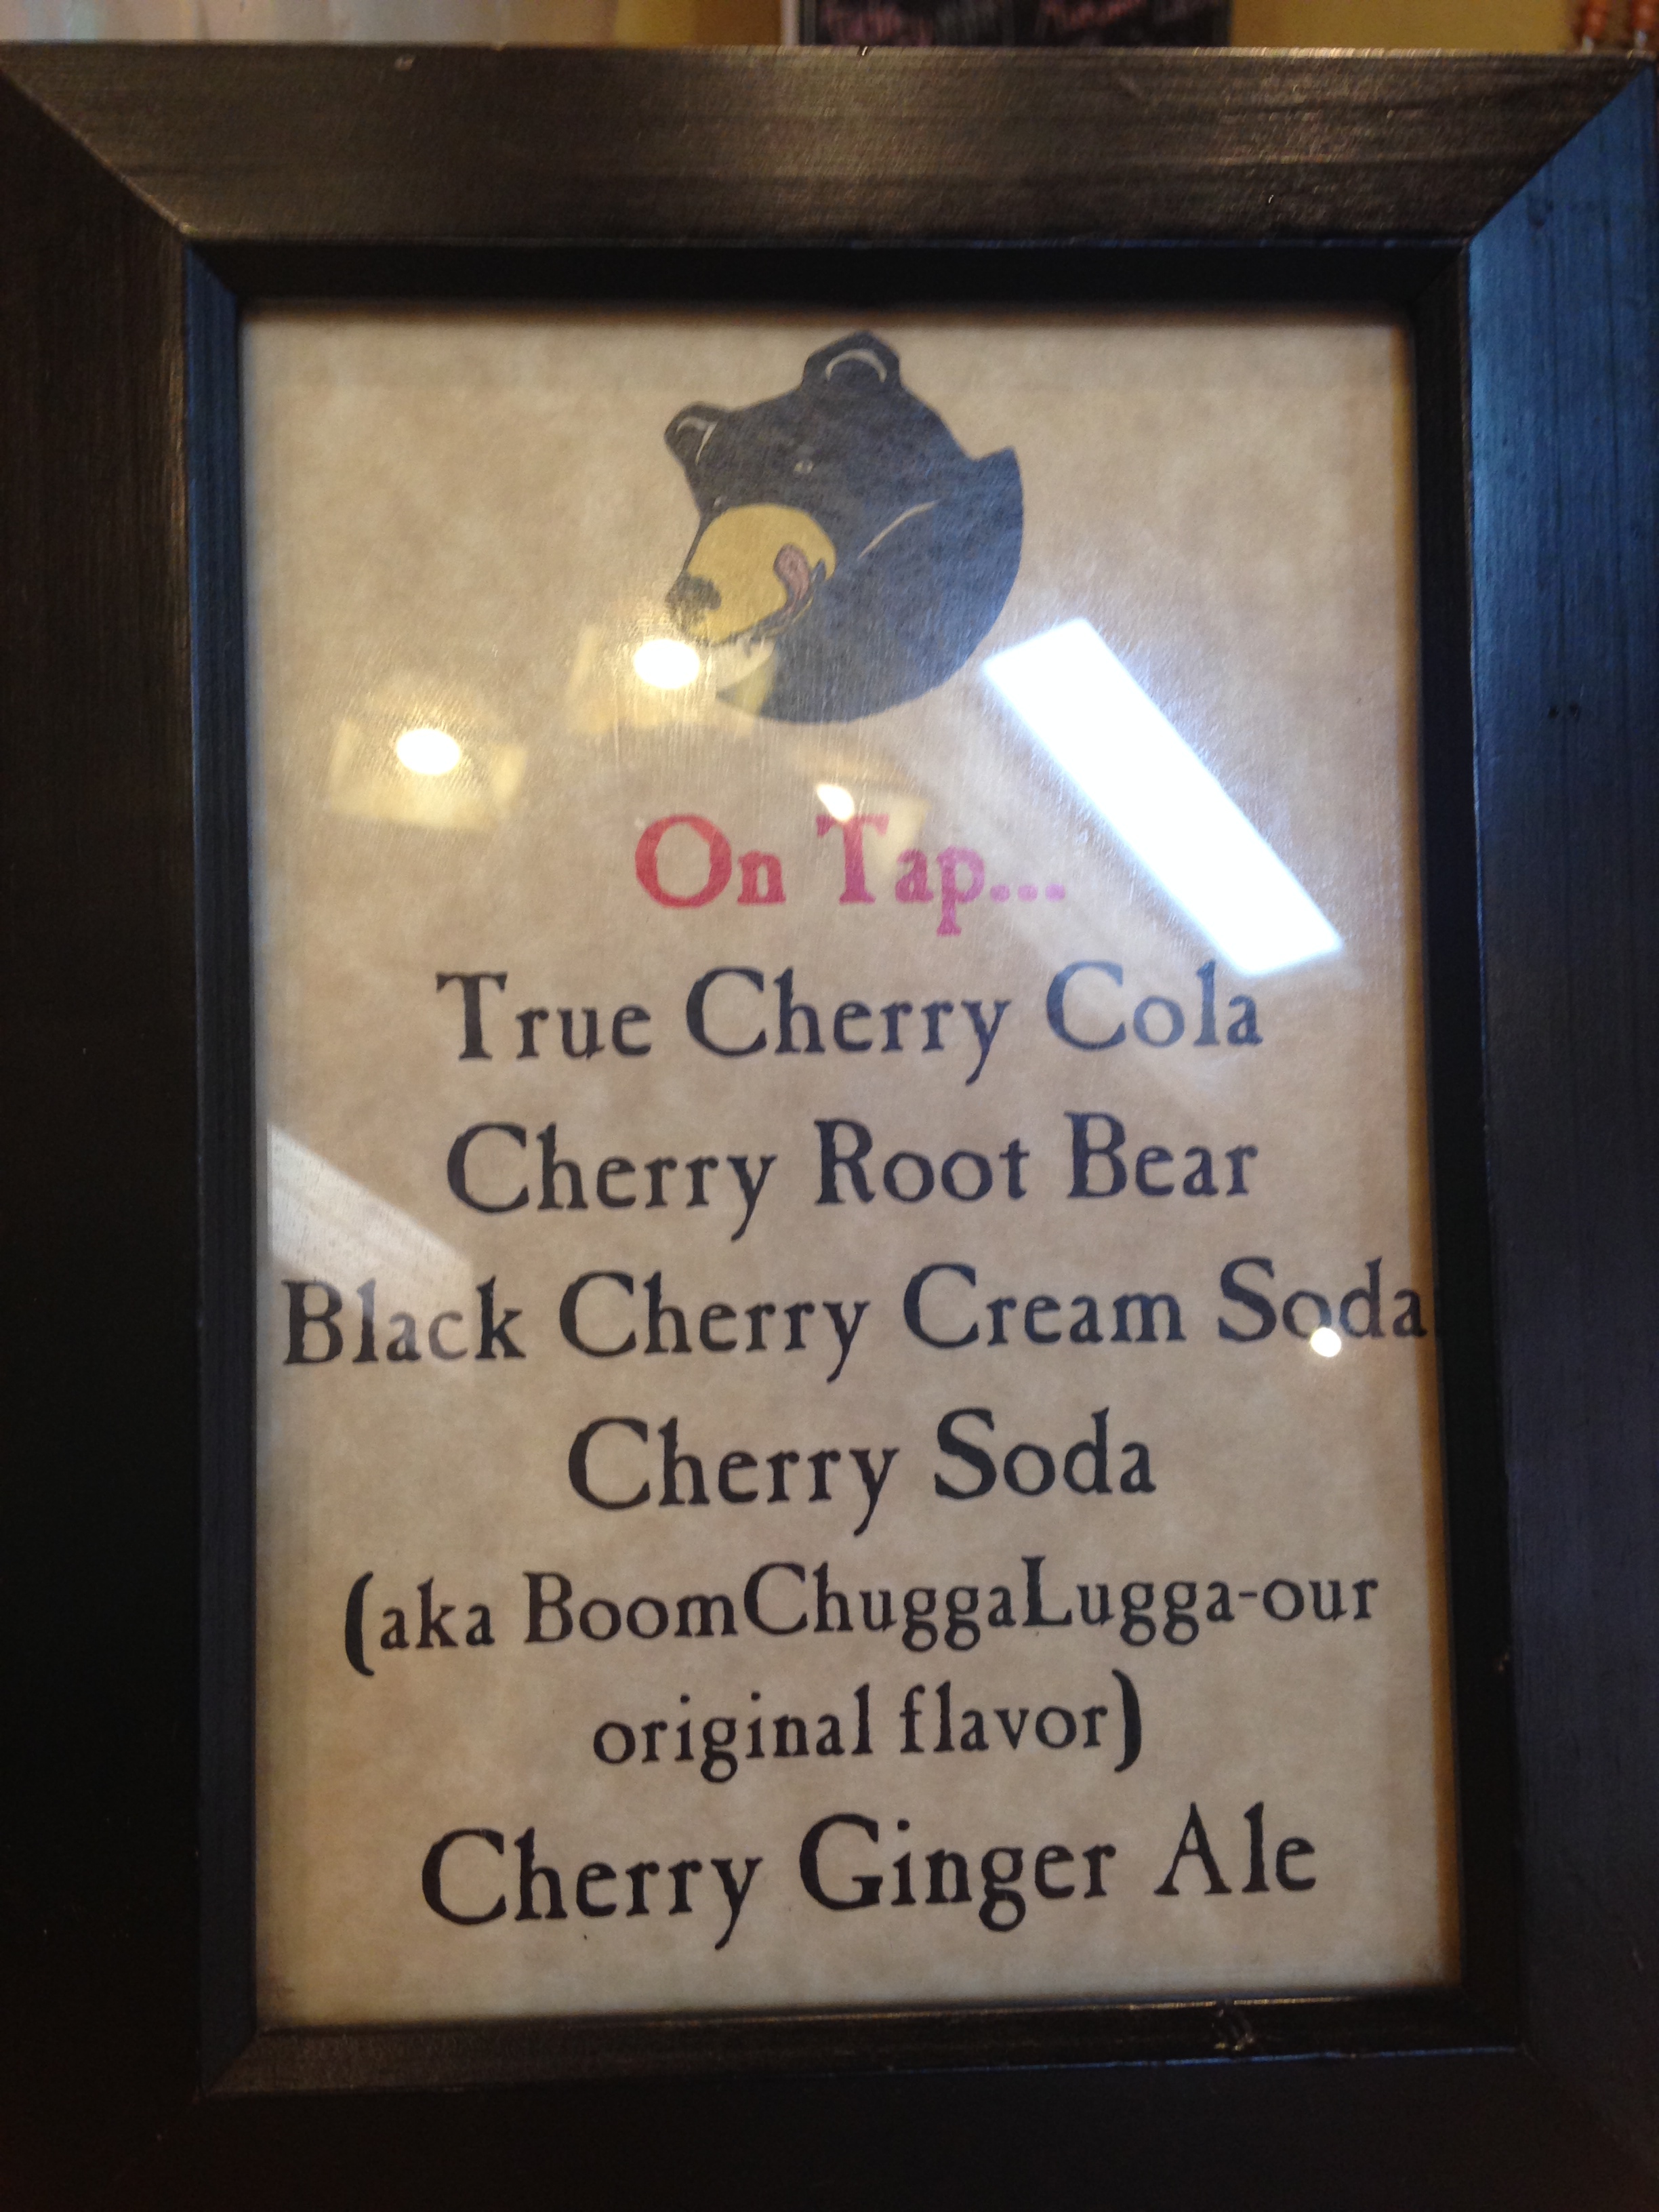 On Tap...
True Cherry Cola
Cherry Root Bear
Black Cherry Cream Soda
Cherry Soda
(aka BoomChuggaLugga-our
original flavor)
Cherry Ginger Ale